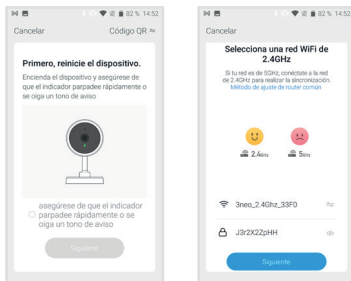 82 % 14:52
Cancelar
Código QR
Primero, reinicie el dispositivo.
Encienda el dispositivo y asegúrese de
que el indicador parpadee rápidamente o
se oiga un tono de aviso
asegúrese de que el indicador
parpadee rápidamente o se
oiga un tono de aviso
Siguiente
82 % 14:52
Cancelar
Selecciona una red WiFi de
2.4GHz
Si tu red es de 5GHz, conéctate a la red
de 2.4GHz para realizar la sincronización.
Método de ajuste de router común
2.4GHz
5GHz
3neo_2.4Ghz_33F0
J3r2X2ZpHH
Siguiente